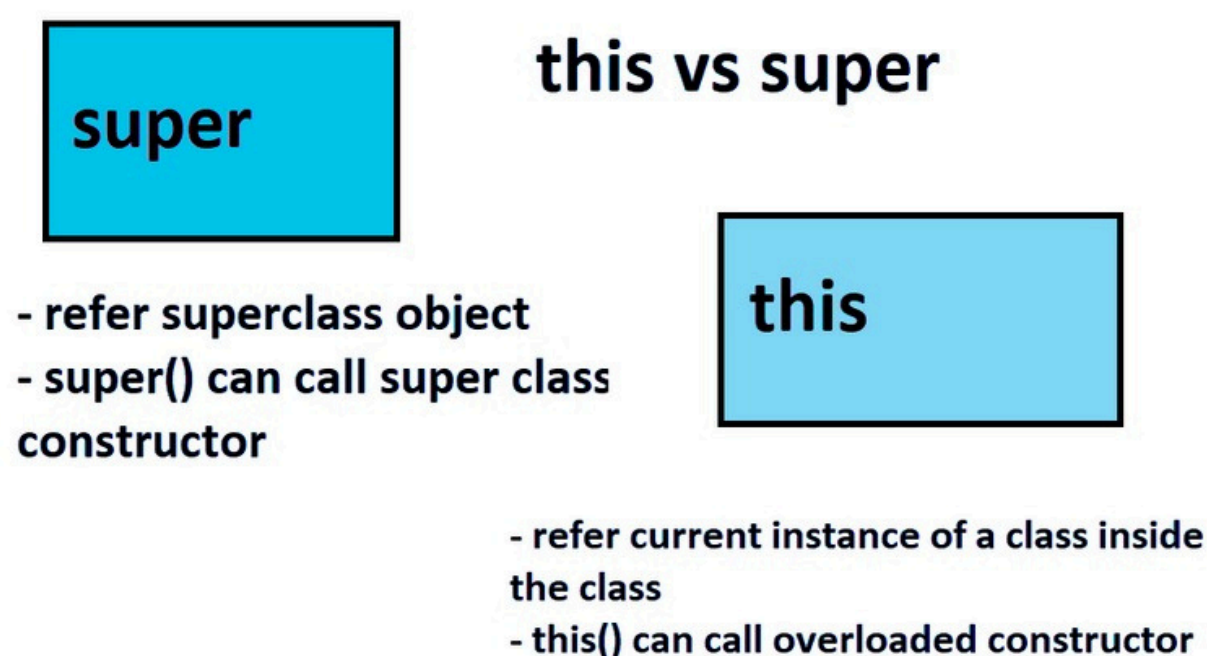 super
this vs super
- refer superclass object
- super() can call super class
constructor
this
- refer current instance of a class inside
the class
- this() can call overloaded constructor